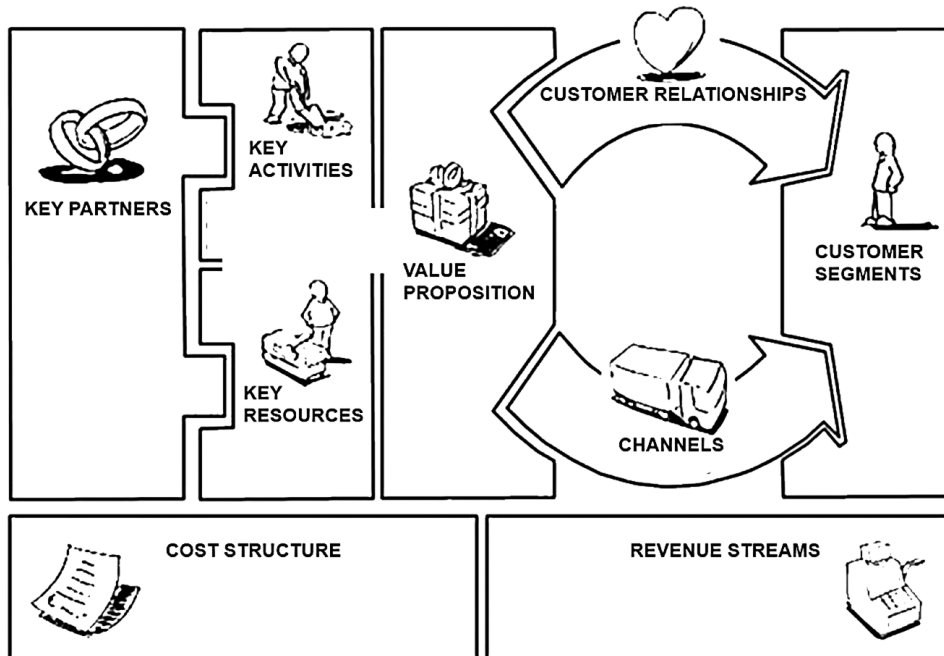 KEY PARTNERS
KEY
ACTIVITIES
KEY
RESOURCES
VALUE
PROPOSITION
CUSTOMER RELATIONSHIPS
CHANNELS
CUSTOMER
SEGMENTS
COST STRUCTURE
REVENUE STREAMS